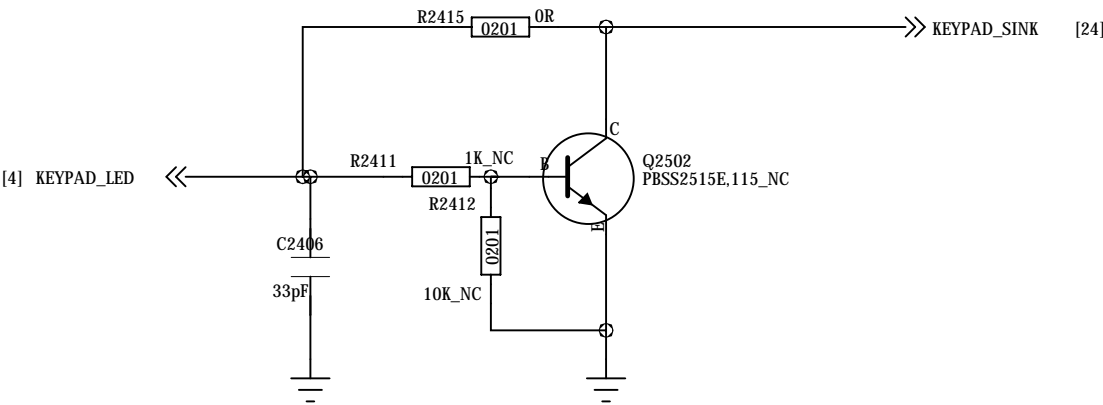 R2415 0R
0201
KEYPAD_SINK [24]
C
R2411 1K_NC B Q2502
[4] KEYPAD_LED 0201 PBSS2515E,115_NC
R2412
E
C2406 0201
33pF
10K_NC